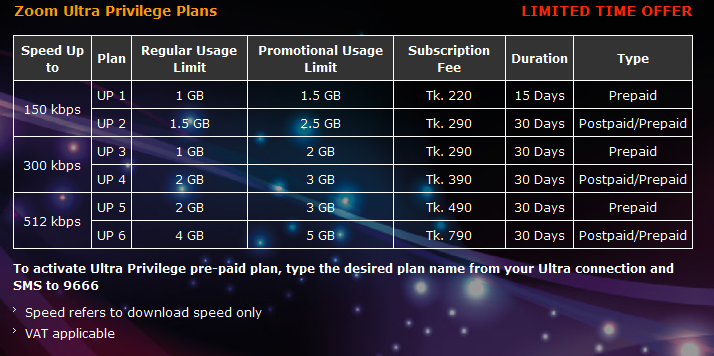 Zoom Ultra Privilege Plans LIMITED TIME OFFER
Speed Up to Plan Regular Usage Limit Promotional Usage Limit Subscription Fee Duration Type
150 kbps UP 1 1 GB 1.5 GB Tk. 220 15 Days Prepaid
UP 2 1.5 GB 2.5 GB Tk. 290 30 Days Postpaid/Prepaid
300 kbps UP 3 1 GB 2 GB Tk. 290 30 Days Prepaid
UP 4 2 GB 3 GB Tk. 390 30 Days Postpaid/Prepaid
512 kbps UP 5 2 GB 3 GB Tk. 490 30 Days Prepaid
UP 6 4 GB 5 GB Tk. 790 30 Days Postpaid/Prepaid
To activate Ultra Privilege pre-paid plan, type the desired plan name from your Ultra connection and
SMS to 9666
Speed refers to download speed only
VAT applicable